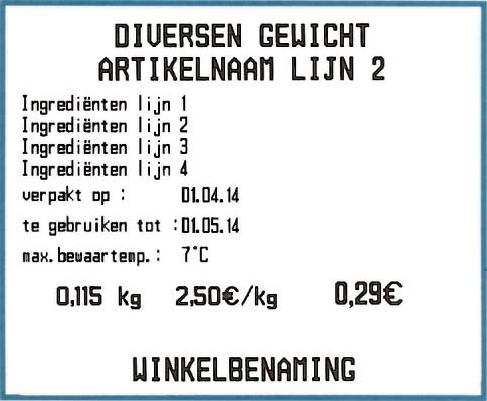 DIVERSEN GEWICHT
ARTIKELNAAM LIJN 2
Ingrediënten lijn 1
Ingrediënten lijn 2
Ingrediënten lijn 3
Ingrediënten lijn 4
verpakt op : 01.04.14
te gebruiken tot : 01.05.14
max. bewaartemp. : 7°C
0,115 kg 2,50€/kg 0,29€
WINKELBENAMING